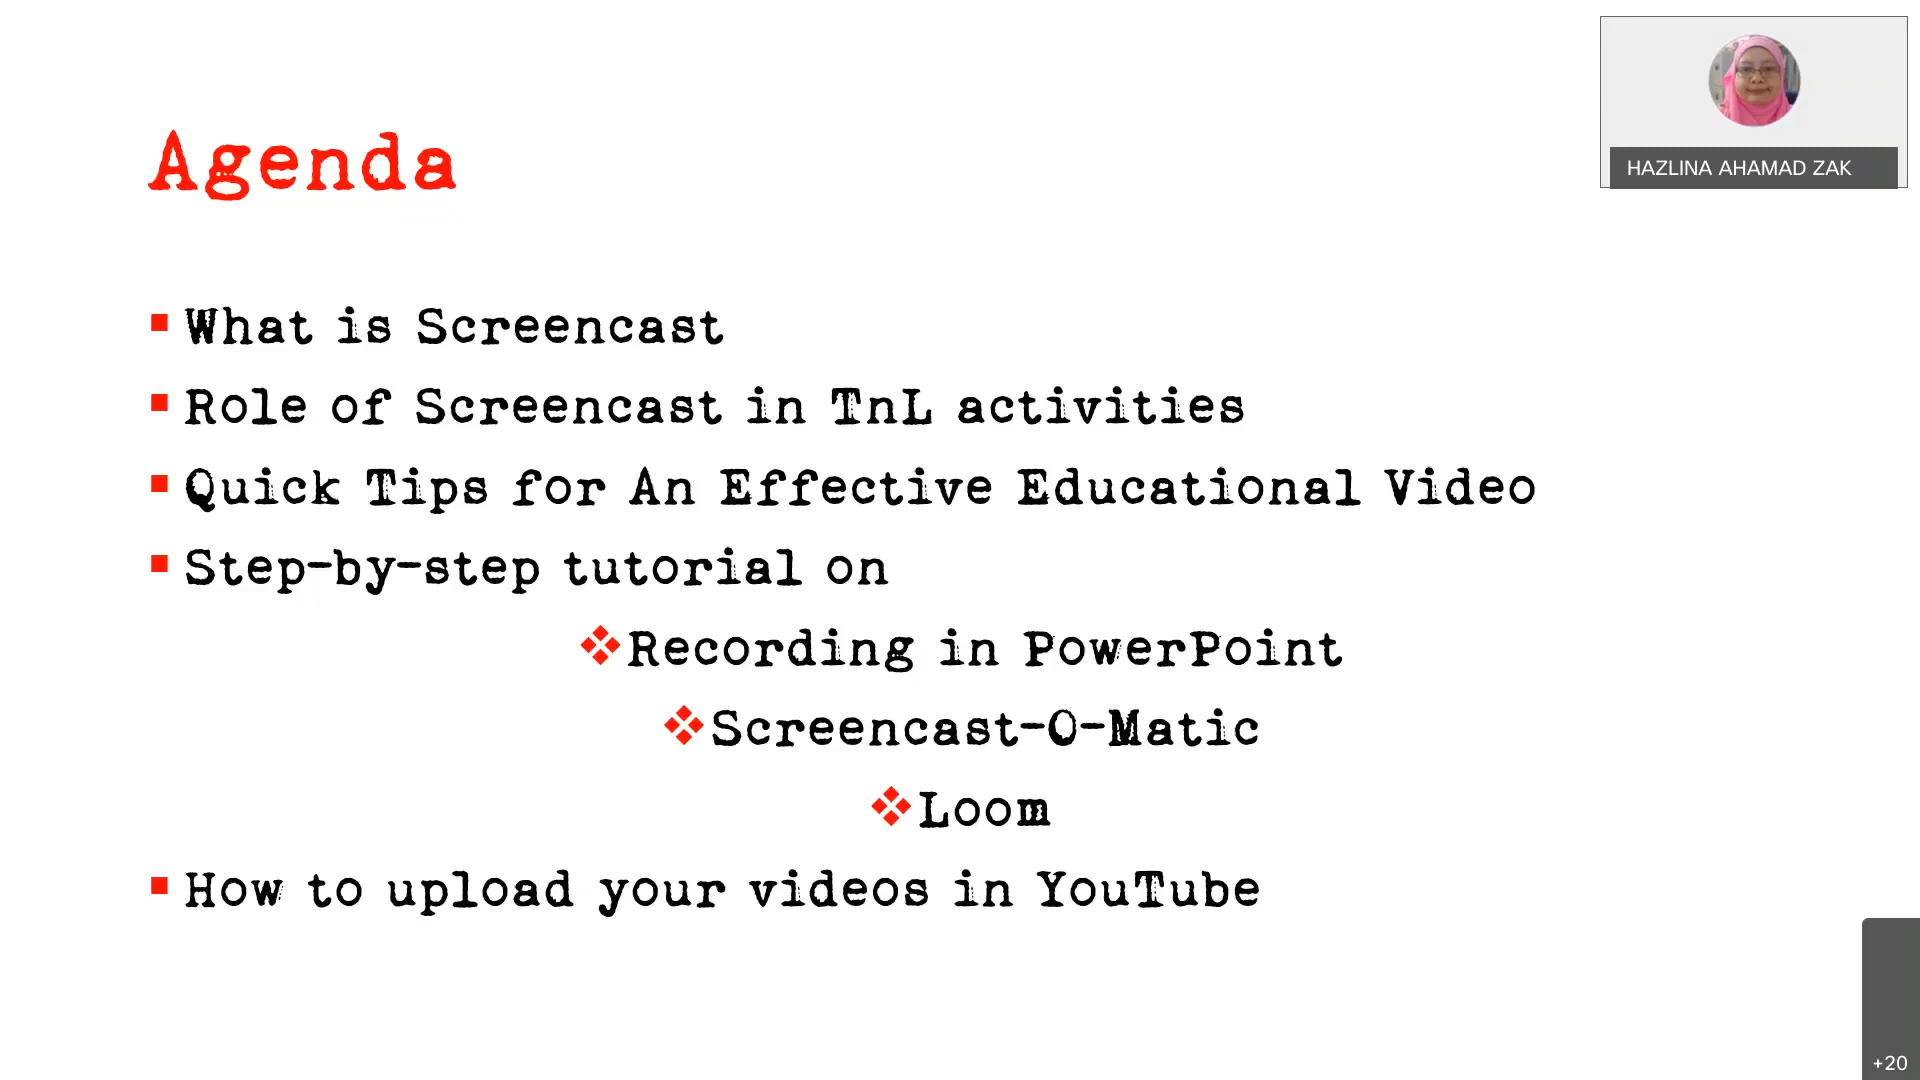 Agenda
HAZLINA AHAMAD ZAK
What is Screencast
Role of Screencast in TnL activities
Quick Tips for An Effective Educational Video
Step-by-step tutorial on
Recording in PowerPoint
Screencast-O-Matic
Loom
How to upload your videos in YouTube
+20